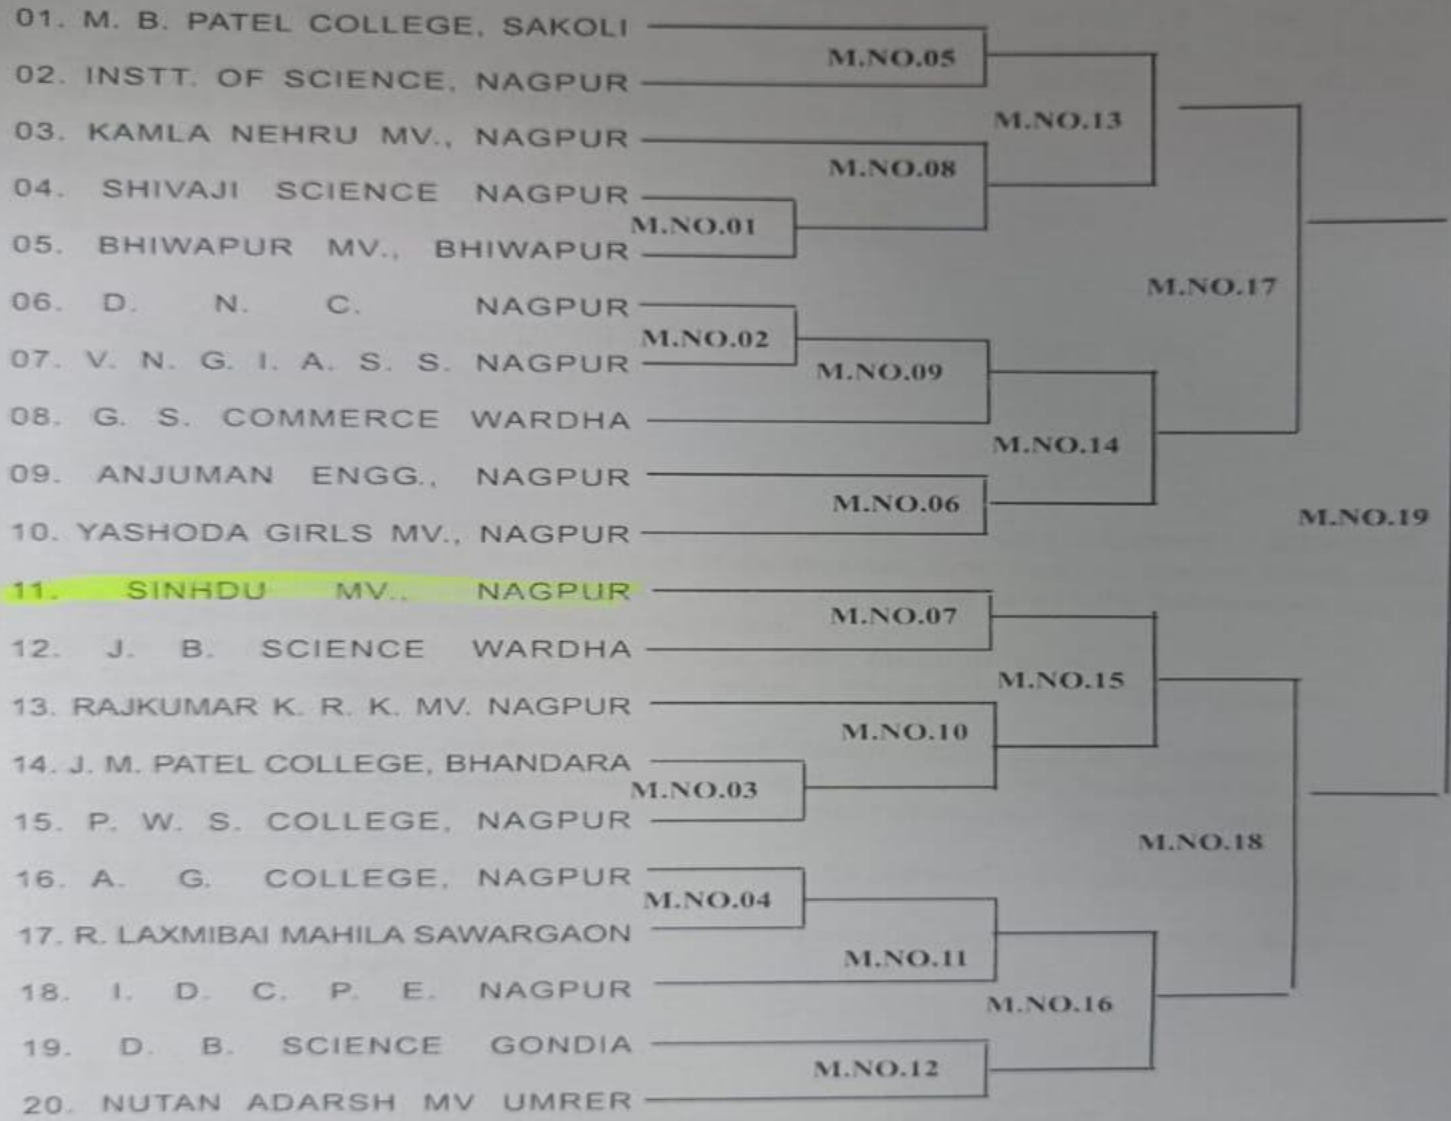 01. M. B. PATEL COLLEGE, SAKOLI
M.NO.05
02. INSTT. OF SCIENCE, NAGPUR
M.NO.13
03. KAMLA NEHRU MV., NAGPUR
M.NO.08
04. SHIVAJI SCIENCE NAGPUR
M.NO.01
05. BHIWAPUR MV., BHIWAPUR
M.NO.17
06. D. N. C. NAGPUR
M.NO.02
07. V. N. G. I. A. S. S. NAGPUR
M.NO.09
08. G. S. COMMERCE WARDHA
M.NO.14
09. ANJUMAN ENGG., NAGPUR
M.NO.06
M.NO.19
10. YASHODA GIRLS MV., NAGPUR
11. SINHDU MV., NAGPUR
M.NO.07
12. J. B. SCIENCE WARDHA
M.NO.15
13. RAJKUMAR K. R. K. MV. NAGPUR
M.NO.10
14. J. M. PATEL COLLEGE, BHANDARA
M.NO.03
15. P. W. S. COLLEGE, NAGPUR
M.NO.18
16. A. G. COLLEGE, NAGPUR
M.NO.04
17. R. LAXMIBAI MAHILA SAWARGAON
M.NO.11
18. I. D. C. P. E. NAGPUR
M.NO.16
19. D. B. SCIENCE GONDIA
M.NO.12
20. NUTAN ADARSH MV UMRER